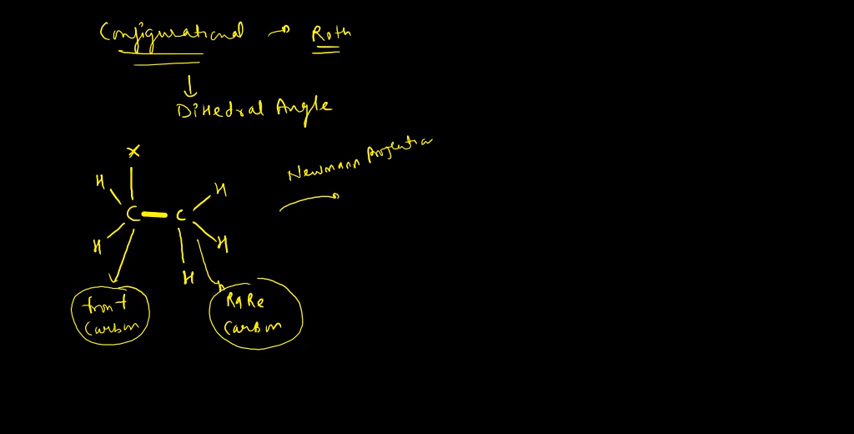 Configurational → Roth
↓
DiHedral Angle
Newmann Projection
X
H
H
C — C
H
H
H
front
Carbon
RaRe
Carbon